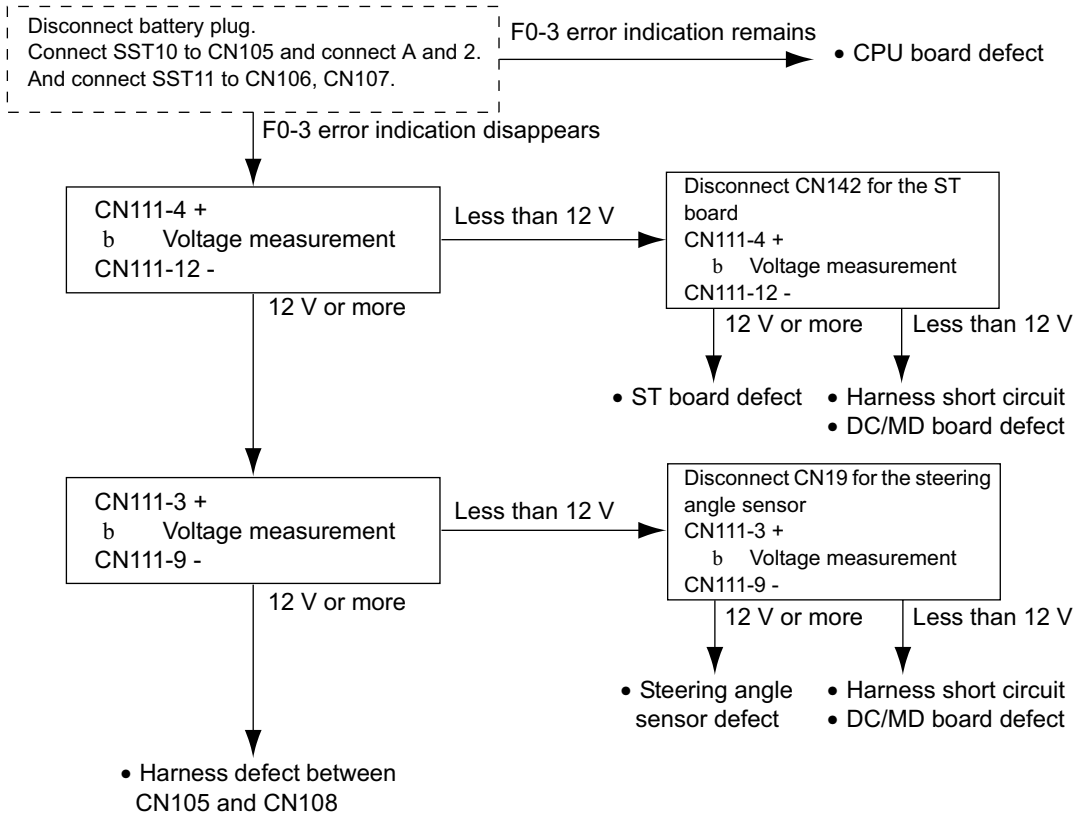 Disconnect battery plug.
Connect SST10 to CN105 and connect A and 2.
And connect SST11 to CN106, CN107.
F0-3 error indication remains
• CPU board defect
F0-3 error indication disappears
CN111-4 +
b Voltage measurement
CN111-12 -
Less than 12 V
Disconnect CN142 for the ST
board
CN111-4 +
b Voltage measurement
CN111-12 -
12 V or more
12 V or more
Less than 12 V
• ST board defect
• Harness short circuit
• DC/MD board defect
CN111-3 +
b Voltage measurement
CN111-9 -
Less than 12 V
Disconnect CN19 for the steering
angle sensor
CN111-3 +
b Voltage measurement
CN111-9 -
12 V or more
12 V or more
Less than 12 V
• Steering angle
sensor defect
• Harness short circuit
• DC/MD board defect
• Harness defect between
CN105 and CN108